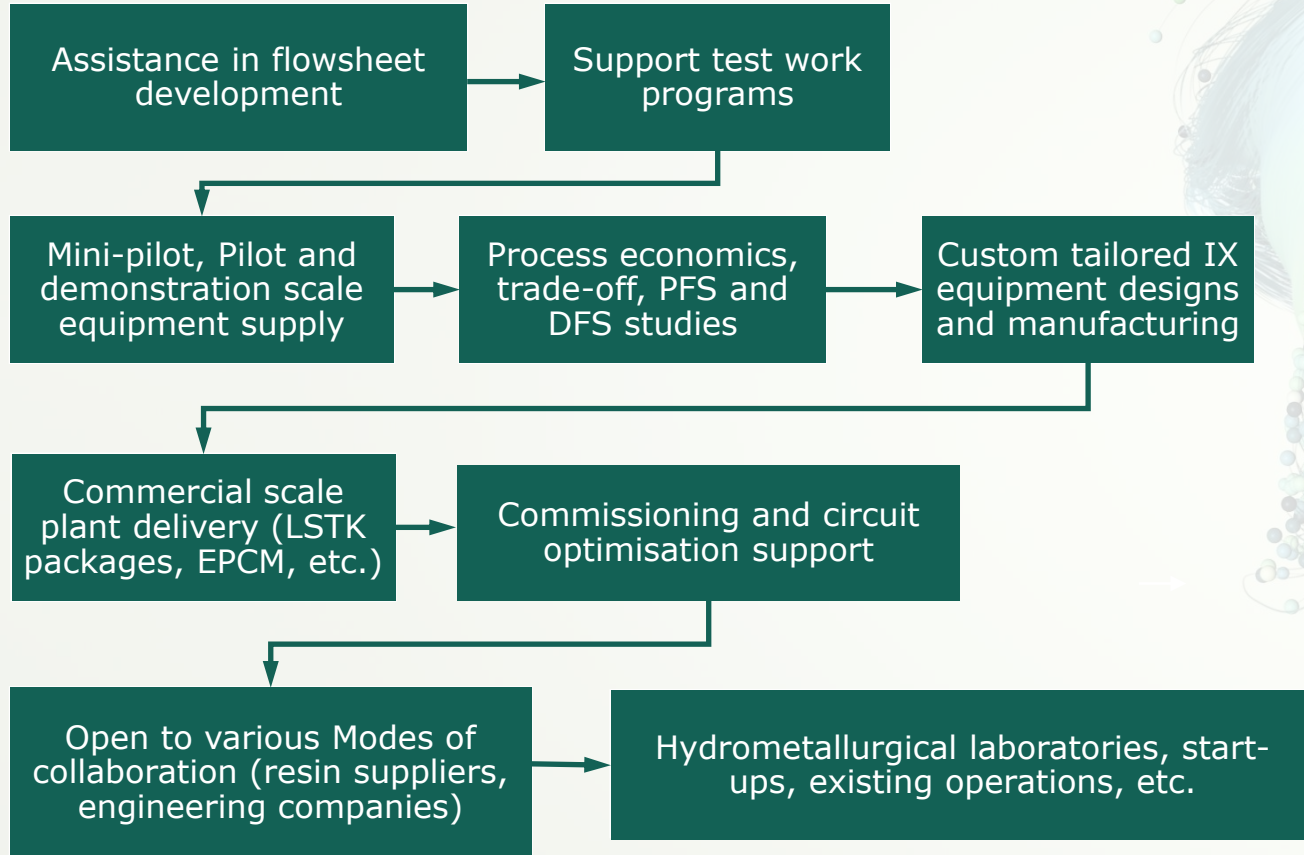 Assistance in flowsheet
development
Support test work
programs
Mini-pilot, Pilot and
demonstration scale
equipment supply
Process economics,
trade-off, PFS and
DFS studies
Custom tailored IX
equipment designs
and manufacturing
Commercial scale
plant delivery (LSTK
packages, EPCM, etc.)
Commissioning and circuit
optimisation support
Open to various Modes of
collaboration (resin suppliers,
engineering companies)
Hydrometallurgical laboratories, start-
ups, existing operations, etc.